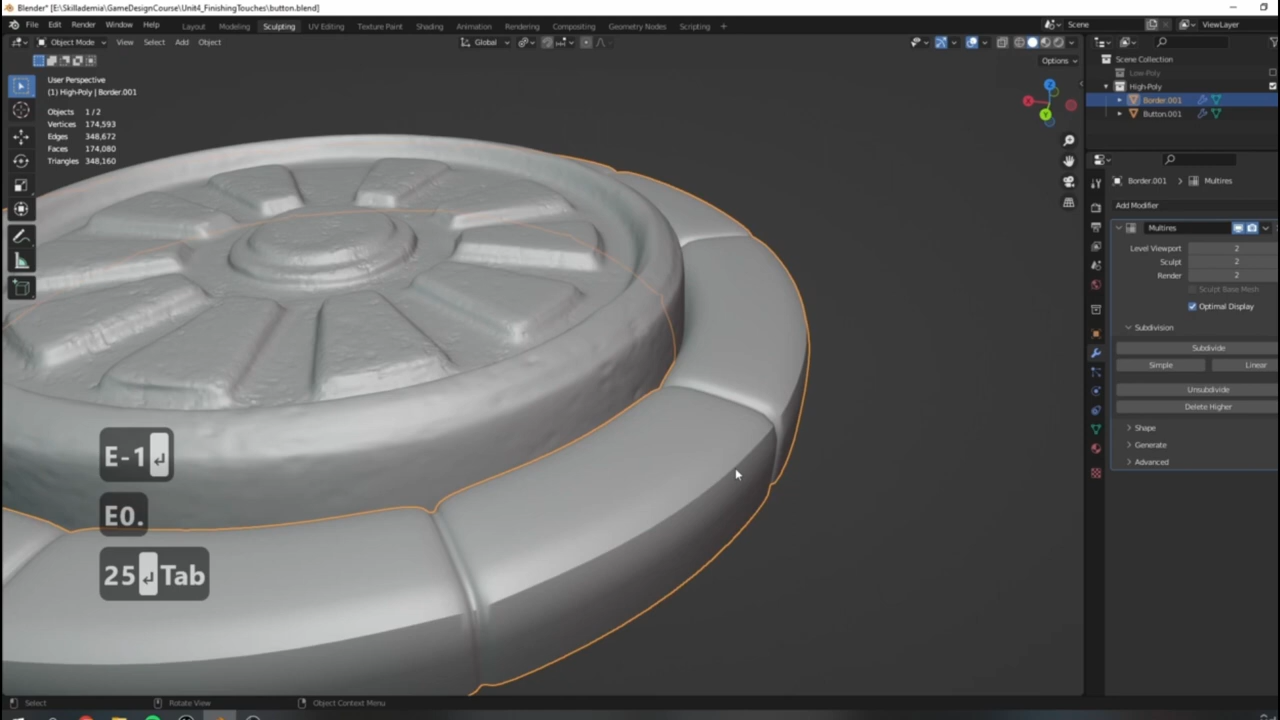 Blender* [E:\Skillademia\GameDesignCourse\Unit4_FinishingTouches\button.blend]
File Edit Render Window Help Layout Modeling Sculpting UV Editing Texture Paint Shading Animation Rendering Compositing Geometry Nodes Scripting + Scene ViewLayer
Object Mode View Select Add Object Global
Options
User Perspective
(1) High-Poly | Border.001
Objects 1/2
Vertices 174,593
Edges 348,672
Faces 174,080
Triangles 348,160
X
Y
Z
Scene Collection
Low-Poly
High-Poly
Border.001
Button.001
Border.001 > Multires
Add Modifier
Multires
Level Viewport 2
Sculpt 2
Render 2
Sculpt Base Mesh
Optimal Display
Subdivision
Subdivide
Simple Linear
Unsubdivide
Delete Higher
Shape
Generate
Advanced
E-1↲
E0.
25↲Tab
Select Rotate View Object Context Menu